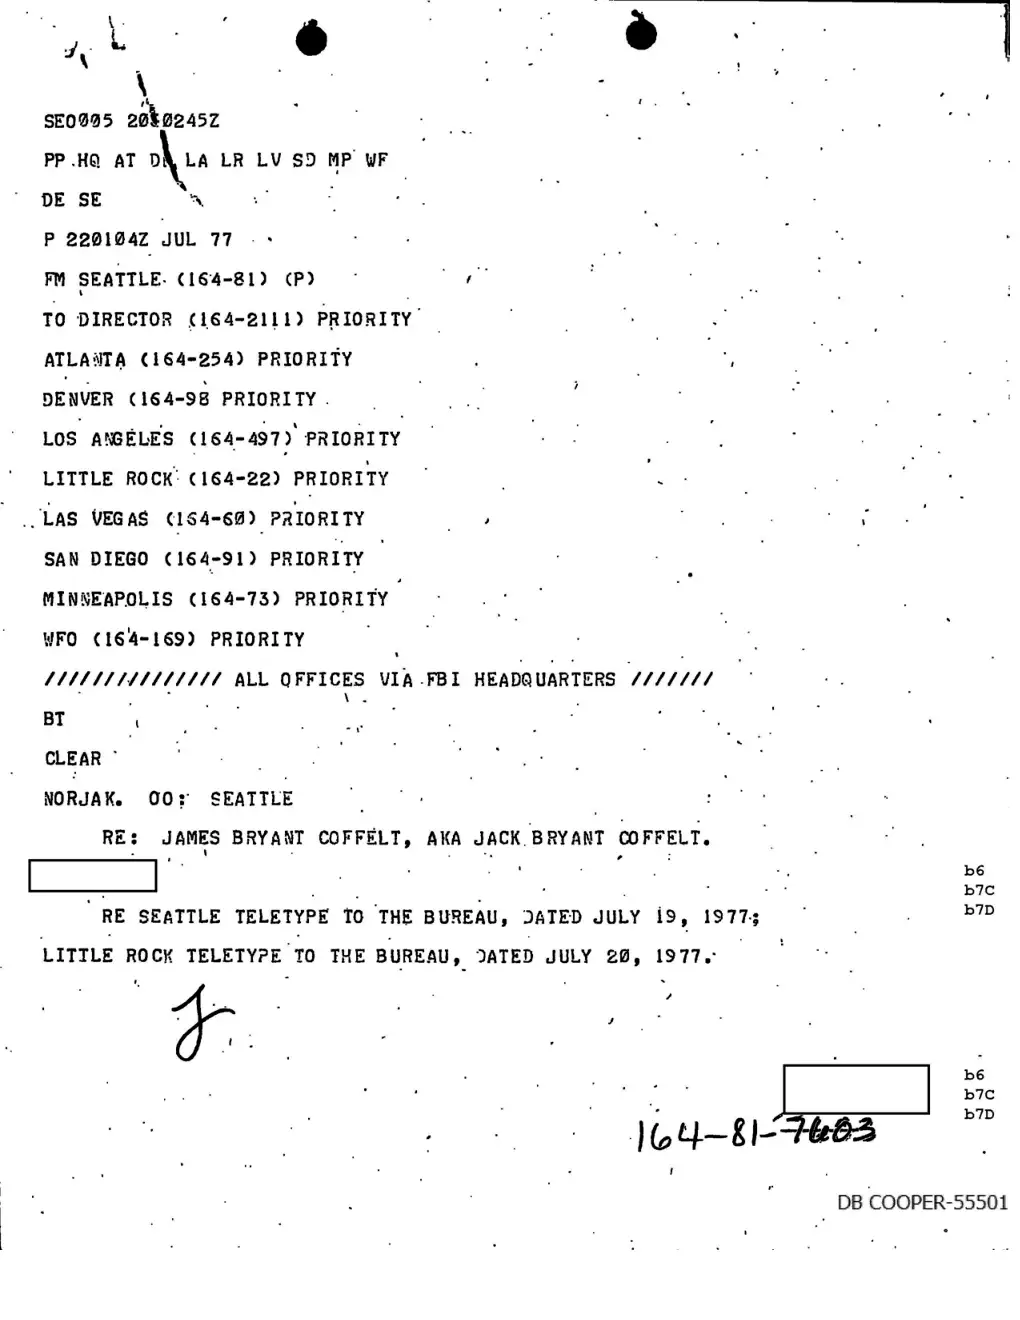 SEO005 20 0245Z
PP HQ AT LA LR LV SD MP WF
DE SE
P 220104Z JUL 77
FM SEATTLE (164-81) (P)
TO DIRECTOR (164-2111) PRIORITY
ATLANTA (164-254) PRIORITY
DENVER (164-98 PRIORITY
LOS ANGELES (164-497) PRIORITY
LITTLE ROCK (164-22) PRIORITY
LAS VEGAS (164-60) PRIORITY
SAN DIEGO (164-91) PRIORITY
MINNEAPOLIS (164-73) PRIORITY
WFO (164-169) PRIORITY
/////////////// ALL OFFICES VIA FBI HEADQUARTERS ///////
BT
CLEAR
NORJAK. OO: SEATTLE
RE: JAMES BRYANT COFFELT, AKA JACK BRYANT COFFELT.
b6
b7C
b7D
RE SEATTLE TELETYPE TO THE BUREAU, DATED JULY 19, 1977;
LITTLE ROCK TELETYPE TO THE BUREAU, DATED JULY 20, 1977.
b6
b7C
b7D
164-81-7603
DB COOPER-55501